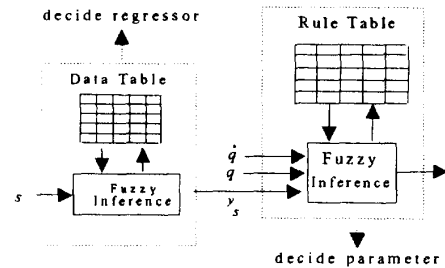 decide regressor
Rule Table
Data Table
Fuzzy
Inference
s
q̇
q
y
s
Fuzzy
Inference
decide parameter